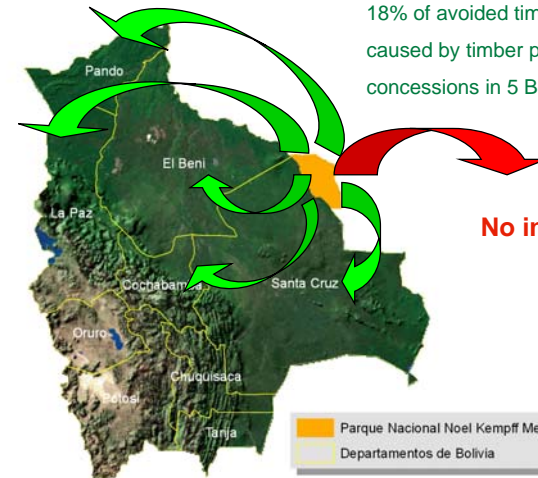 18% of avoided tim
caused by timber p
concessions in 5 B
Pando
El Beni
La Paz
No in
Cochabamba
Santa Cruz
Oruro
Chuquisaca
Potosi
Tarija
Parque Nacional Noel Kempff Me
Departamentos de Bolivia